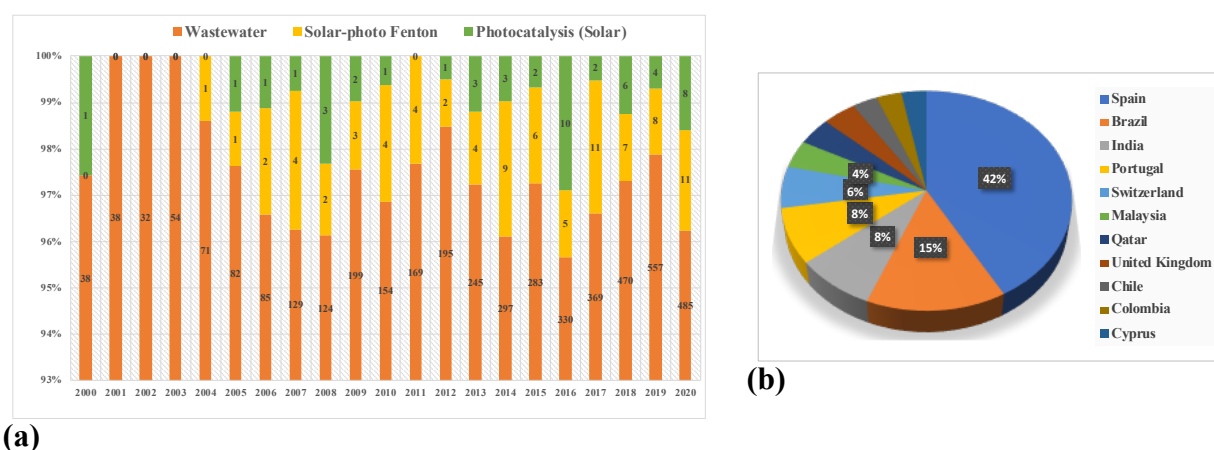 Wastewater Solar-photo Fenton Photocatalysis (Solar)
100%
99%
98%
97%
96%
95%
94%
93%
1 0 0 0 0 1 1 1 3 2 1 0 1 3 3 2 10 2 6 4 8
0 0 0 0 1 1 2 4 2 3 4 4 2 4 9 6 5 11 7 8 11
38 38 32 54 71 82 85 129 124 199 154 169 195 245 297 283 330 369 470 557 485
2000 2001 2002 2003 2004 2005 2006 2007 2008 2009 2010 2011 2012 2013 2014 2015 2016 2017 2018 2019 2020
(a)
42%
15%
8%
8%
6%
4%
Spain
Brazil
India
Portugal
Switzerland
Malaysia
Qatar
United Kingdom
Chile
Colombia
Cyprus
(b)